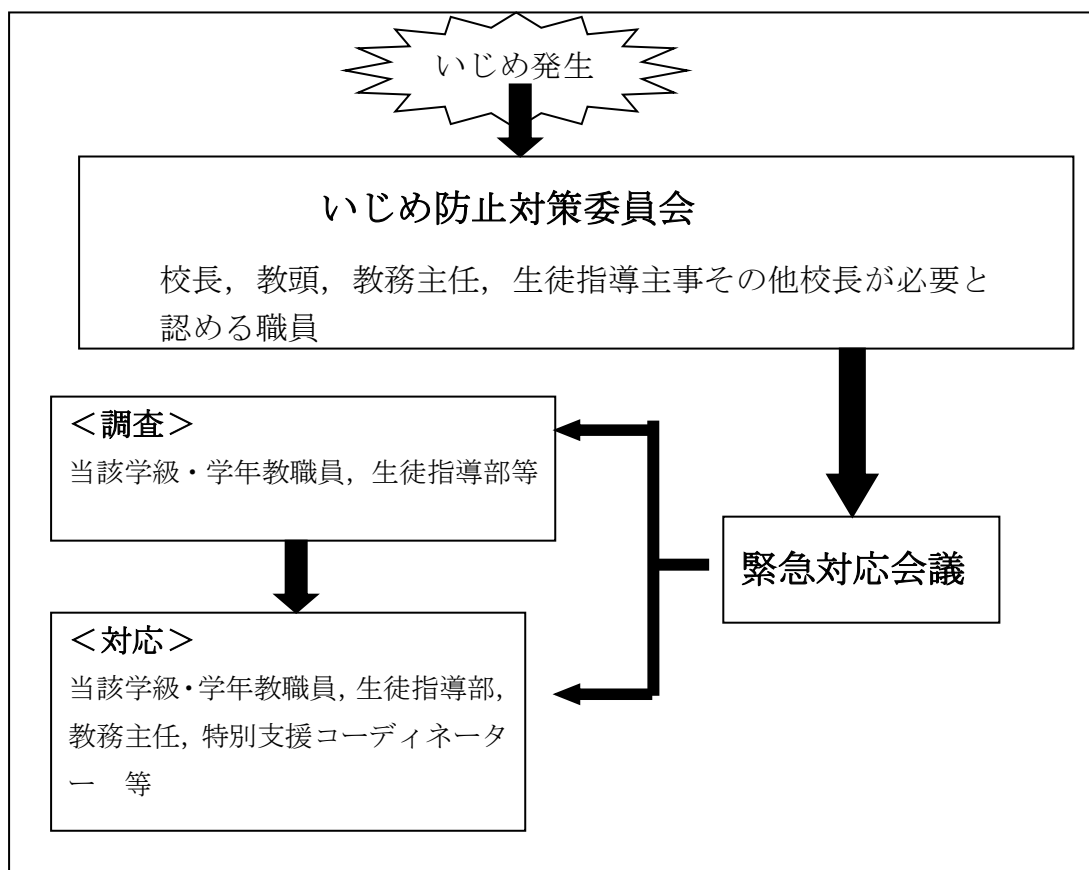 いじめ発生
いじめ防止対策委員会
校長，教頭，教務主任，生徒指導主事その他校長が必要と
認める職員
＜調査＞
当該学級・学年教職員，生徒指導部等
緊急対応会議
＜対応＞
当該学級・学年教職員，生徒指導部，
教務主任，特別支援コーディネータ
ー　等